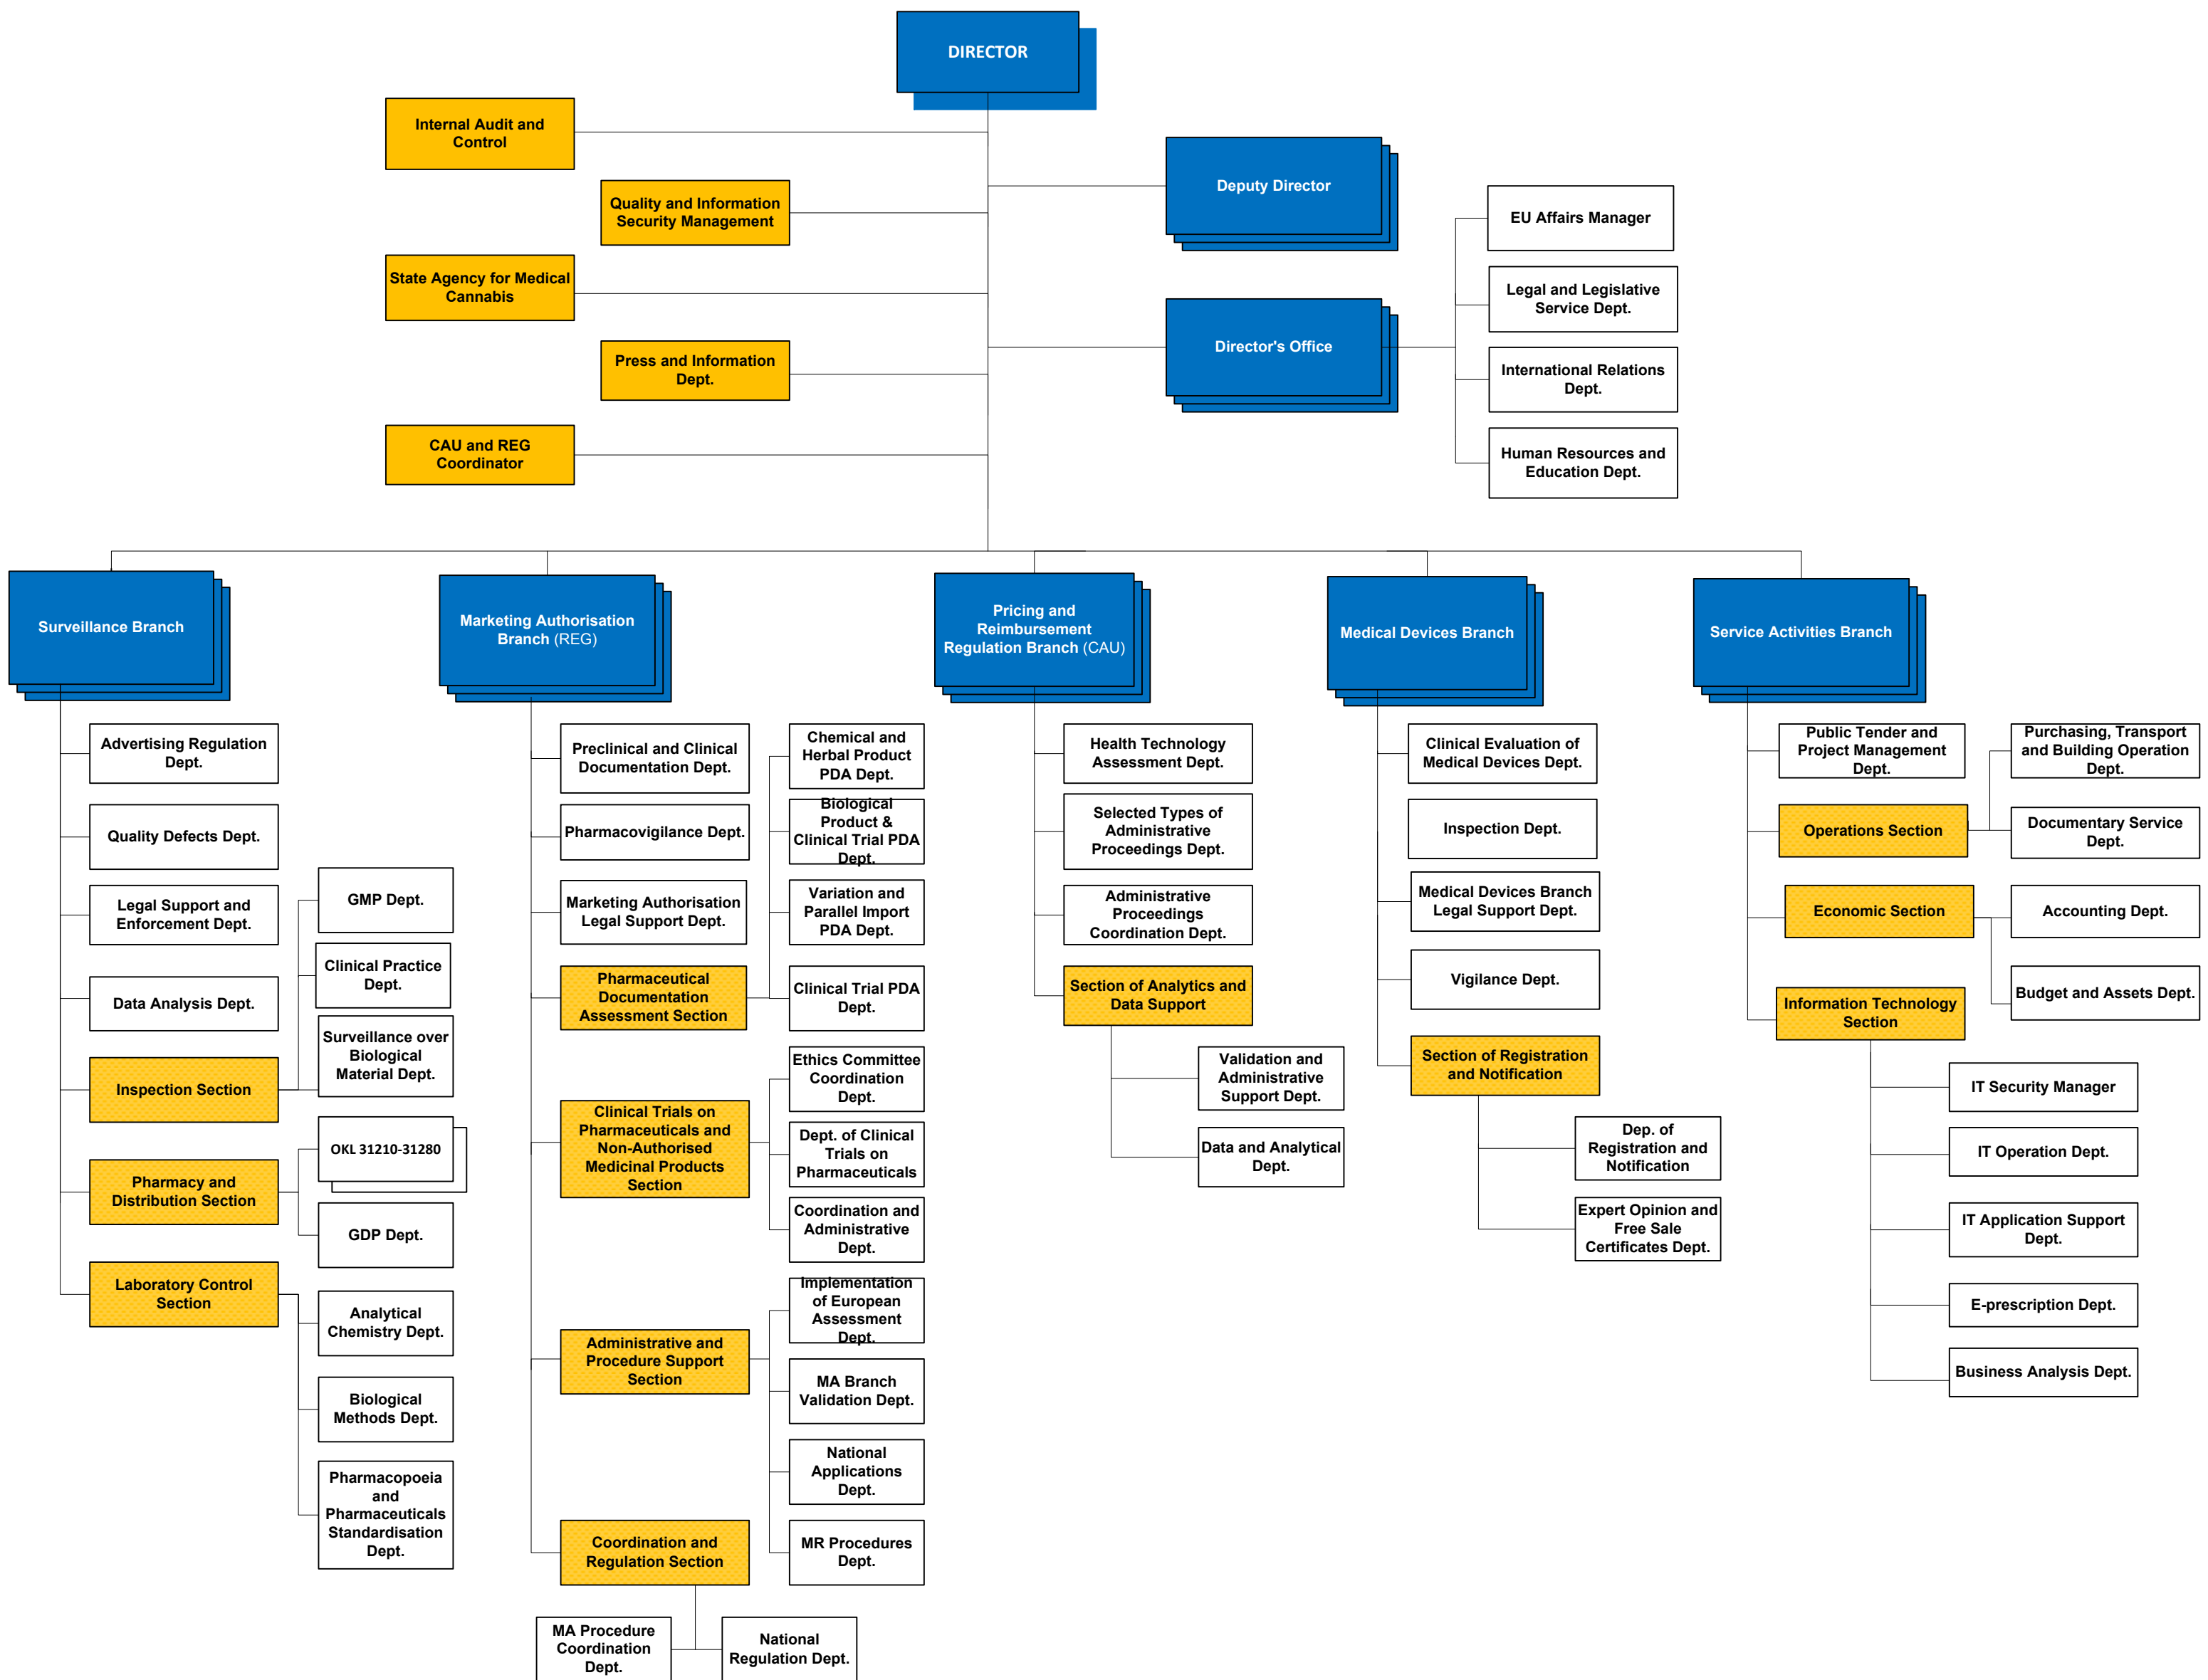 DIRECTOR
Internal Audit and
Control
Quality and Information
Security Management
State Agency for Medical
Cannabis
Press and Information
Dept.
CAU and REG
Coordinator
Deputy Director
Director's Office
EU Affairs Manager
Legal and Legislative
Service Dept.
International Relations
Dept.
Human Resources and
Education Dept.
Surveillance Branch
Advertising Regulation
Dept.
Quality Defects Dept.
Legal Support and
Enforcement Dept.
Data Analysis Dept.
Inspection Section
GMP Dept.
Clinical Practice
Dept.
Surveillance over
Biological
Material Dept.
Pharmacy and
Distribution Section
OKL 31210-31280
GDP Dept.
Laboratory Control
Section
Analytical
Chemistry Dept.
Biological
Methods Dept.
Pharmacopoeia
and
Pharmaceuticals
Standardisation
Dept.
Marketing Authorisation
Branch (REG)
Preclinical and Clinical
Documentation Dept.
Pharmacovigilance Dept.
Marketing Authorisation
Legal Support Dept.
Pharmaceutical
Documentation
Assessment Section
Chemical and
Herbal Product
PDA Dept.
Biological
Product &
Clinical Trial PDA
Dept.
Variation and
Parallel Import
PDA Dept.
Clinical Trial PDA
Dept.
Clinical Trials on
Pharmaceuticals and
Non-Authorised
Medicinal Products
Section
Ethics Committee
Coordination
Dept.
Dept. of Clinical
Trials on
Pharmaceuticals
Coordination and
Administrative
Dept.
Administrative and
Procedure Support
Section
Implementation
of European
Assessment
Dept.
MA Branch
Validation Dept.
National
Applications
Dept.
MR Procedures
Dept.
Coordination and
Regulation Section
MA Procedure
Coordination
Dept.
National
Regulation Dept.
Pricing and
Reimbursement
Regulation Branch (CAU)
Health Technology
Assessment Dept.
Selected Types of
Administrative
Proceedings Dept.
Administrative
Proceedings
Coordination Dept.
Section of Analytics and
Data Support
Validation and
Administrative
Support Dept.
Data and Analytical
Dept.
Medical Devices Branch
Clinical Evaluation of
Medical Devices Dept.
Inspection Dept.
Medical Devices Branch
Legal Support Dept.
Vigilance Dept.
Section of Registration
and Notification
Dep. of
Registration and
Notification
Expert Opinion and
Free Sale
Certificates Dept.
Service Activities Branch
Public Tender and
Project Management
Dept.
Operations Section
Purchasing, Transport
and Building Operation
Dept.
Documentary Service
Dept.
Economic Section
Accounting Dept.
Budget and Assets Dept.
Information Technology
Section
IT Security Manager
IT Operation Dept.
IT Application Support
Dept.
E-prescription Dept.
Business Analysis Dept.